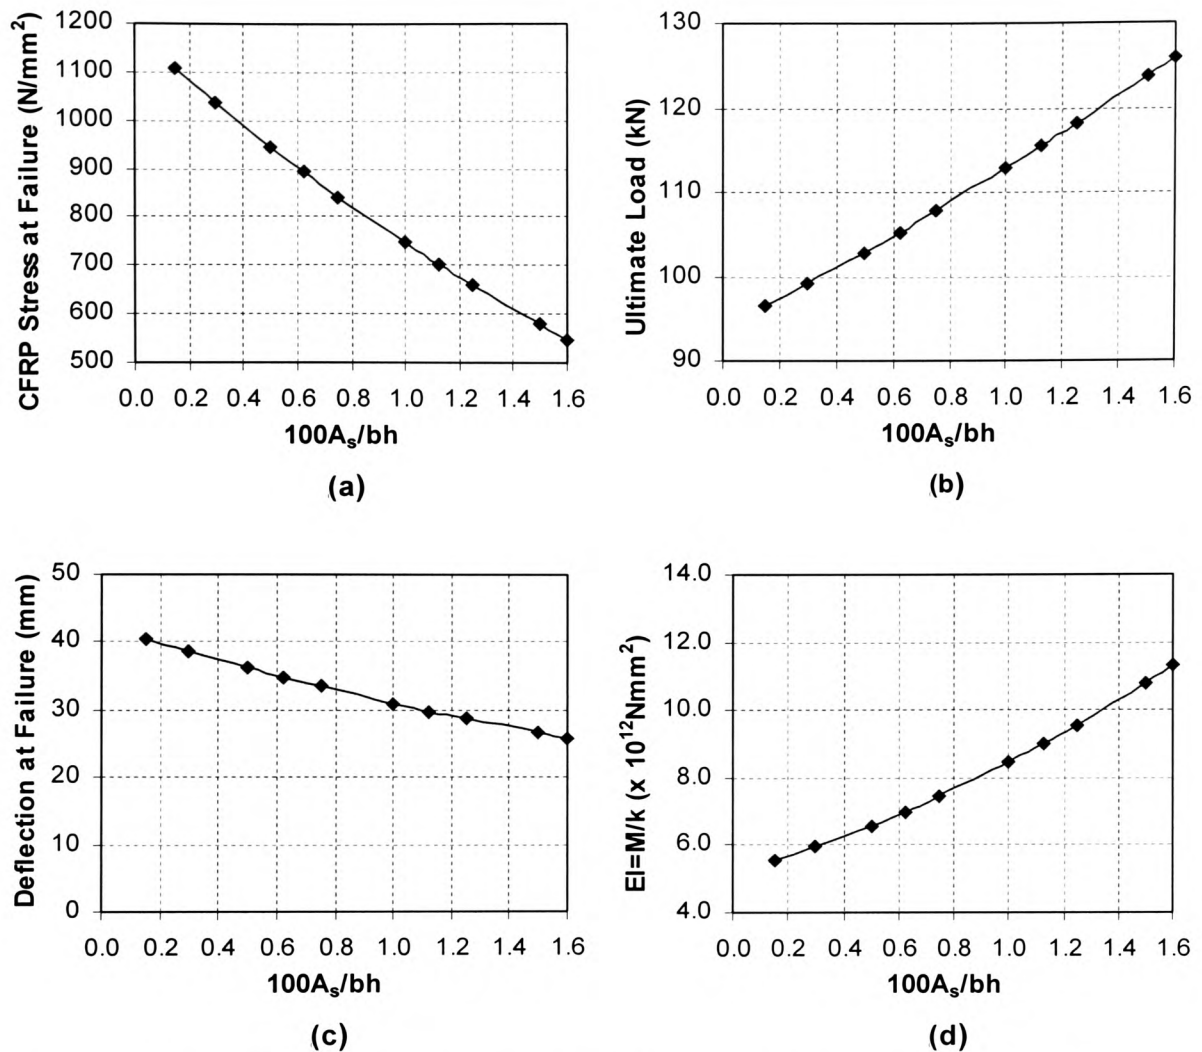 CFRP Stress at Failure (N/mm²)
1200
1100
1000
900
800
700
600
500
0.0 0.2 0.4 0.6 0.8 1.0 1.2 1.4 1.6
100Aₛ/bh
(a)
Ultimate Load (kN)
130
120
110
100
90
0.0 0.2 0.4 0.6 0.8 1.0 1.2 1.4 1.6
100Aₛ/bh
(b)
Deflection at Failure (mm)
50
40
30
20
10
0
0.0 0.2 0.4 0.6 0.8 1.0 1.2 1.4 1.6
100Aₛ/bh
(c)
EI=M/k (x 10¹²Nmm²)
14.0
12.0
10.0
8.0
6.0
4.0
0.0 0.2 0.4 0.6 0.8 1.0 1.2 1.4 1.6
100Aₛ/bh
(d)